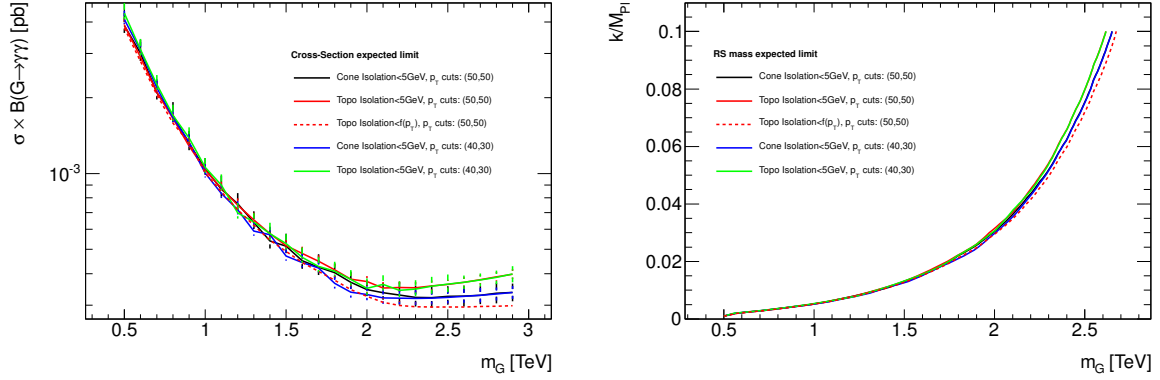 σ × B(G→γγ) [pb]
10⁻³
Cross-Section expected limit
Cone Isolation<5GeV, p_T cuts: (50,50)
Topo Isolation<5GeV, p_T cuts: (50,50)
Topo Isolation<f(p_T), p_T cuts: (50,50)
Cone Isolation<5GeV, p_T cuts: (40,30)
Topo Isolation<5GeV, p_T cuts: (40,30)
0.5 1 1.5 2 2.5 3
m_G [TeV]
k/M_Pl
0.1
0.08
0.06
0.04
0.02
0
RS mass expected limit
Cone Isolation<5GeV, p_T cuts: (50,50)
Topo Isolation<5GeV, p_T cuts: (50,50)
Topo Isolation<f(p_T), p_T cuts: (50,50)
Cone Isolation<5GeV, p_T cuts: (40,30)
Topo Isolation<5GeV, p_T cuts: (40,30)
0.5 1 1.5 2 2.5
m_G [TeV]